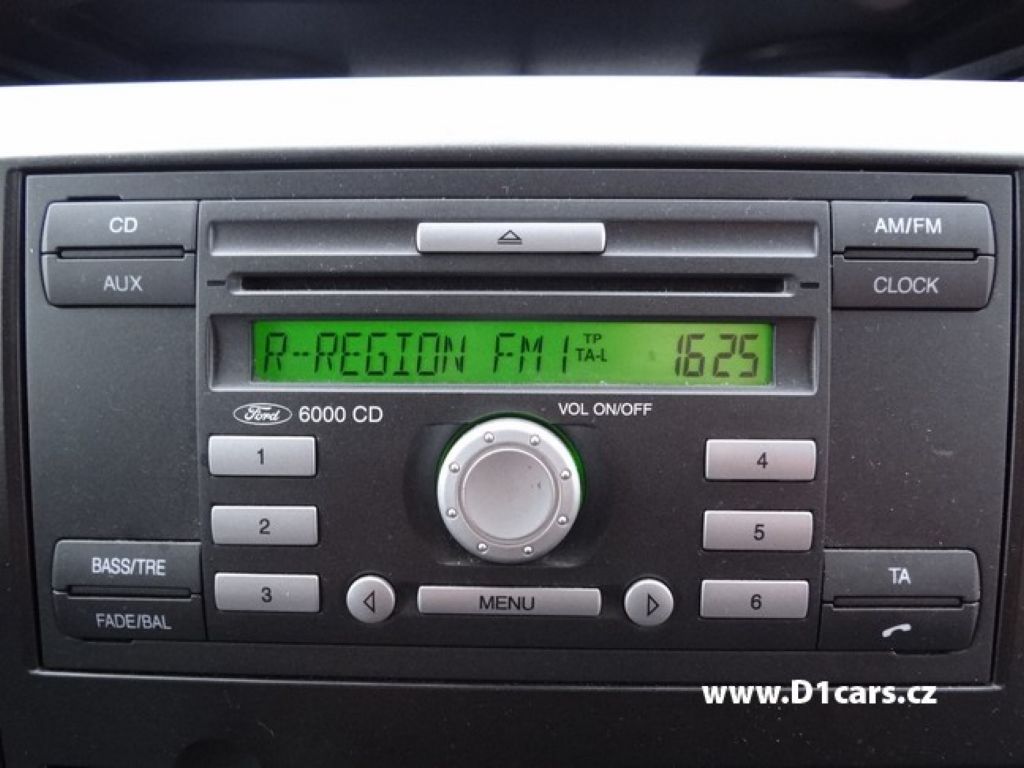 CD
AUX
AM/FM
CLOCK
R-REGION FM1 TP TA-L 1625
Ford 6000 CD
VOL ON/OFF
1
2
3
4
5
6
BASS/TRE
FADE/BAL
MENU
TA
www.D1cars.cz